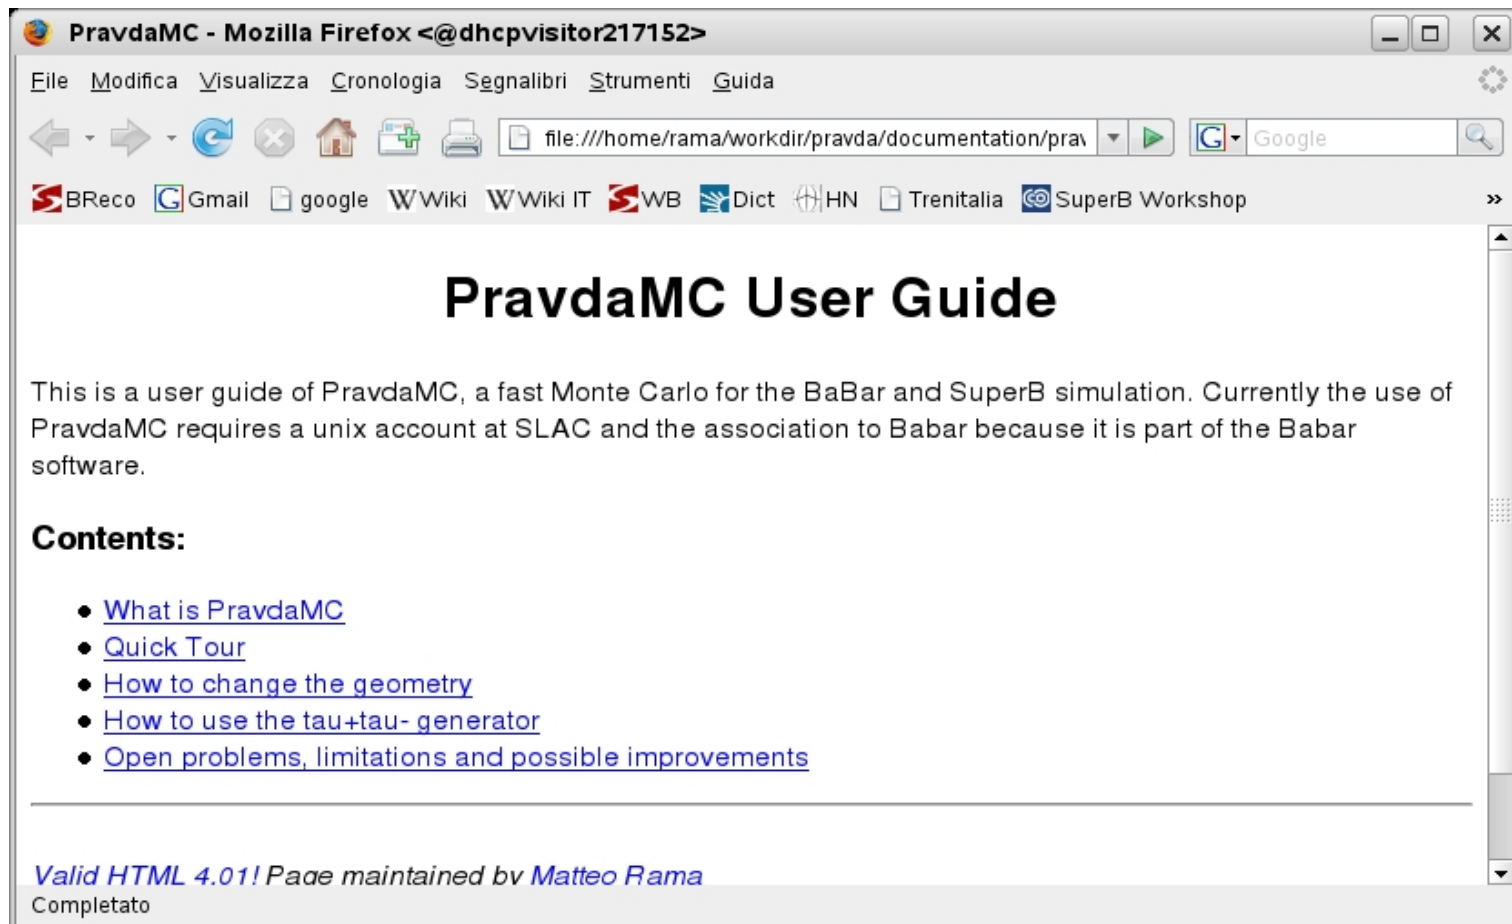 PravdaMC - Mozilla Firefox <@dhcpvisitor217152>
File Modifica Visualizza Cronologia Segnalibri Strumenti Guida
file:///home/rama/workdir/pravda/documentation/prav
G Google
BReco G Gmail google W Wiki W Wiki IT WB Dict HN Trenitalia SuperB Workshop »
PravdaMC User Guide
This is a user guide of PravdaMC, a fast Monte Carlo for the BaBar and SuperB simulation. Currently the use of
PravdaMC requires a unix account at SLAC and the association to Babar because it is part of the Babar
software.
Contents:
What is PravdaMC
Quick Tour
How to change the geometry
How to use the tau+tau- generator
Open problems, limitations and possible improvements
Valid HTML 4.01! Page maintained by Matteo Rama
Completato